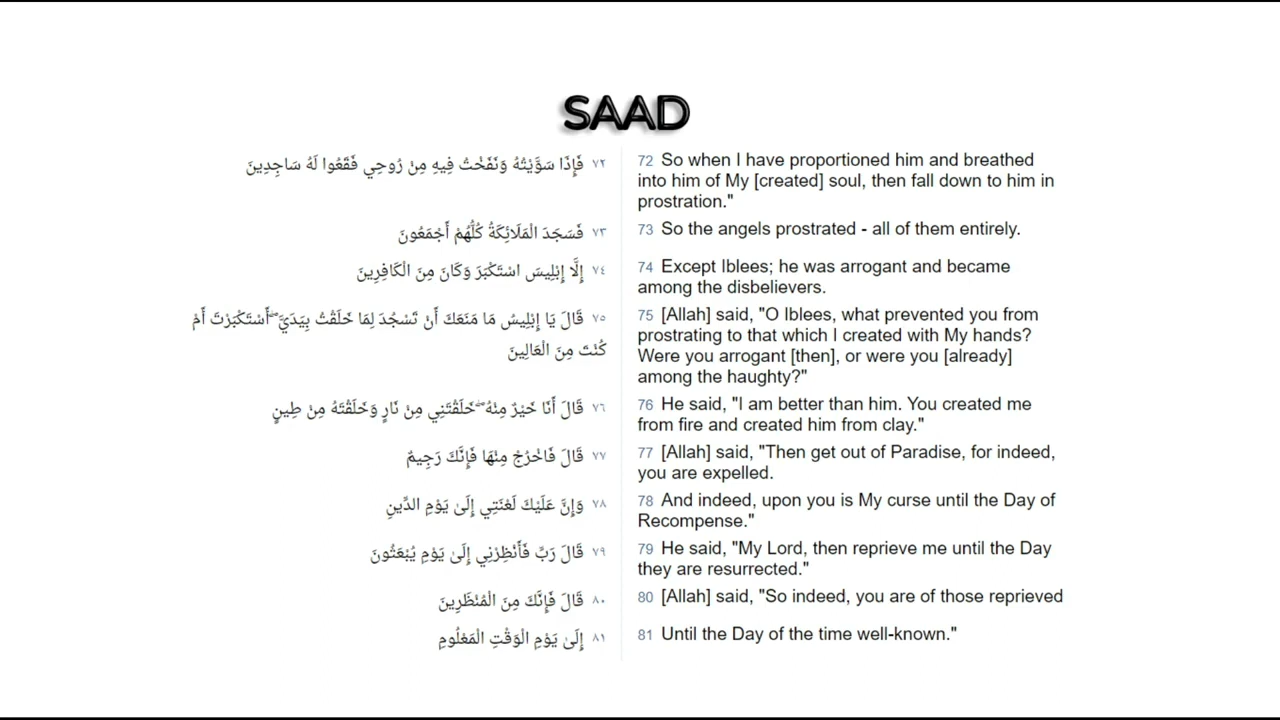 SAAD
٧٢ فَإِذَا سَوَّيْتُهُ وَنَفَخْتُ فِيهِ مِنْ رُوحِي فَقَعُوا لَهُ سَاجِدِينَ
72 So when I have proportioned him and breathed
into him of My [created] soul, then fall down to him in
prostration."
٧٣ فَسَجَدَ الْمَلَائِكَةُ كُلُّهُمْ أَجْمَعُونَ
73 So the angels prostrated - all of them entirely.
٧٤ إِلَّا إِبْلِيسَ اسْتَكْبَرَ وَكَانَ مِنَ الْكَافِرِينَ
74 Except Iblees; he was arrogant and became
among the disbelievers.
٧٥ قَالَ يَا إِبْلِيسُ مَا مَنَعَكَ أَنْ تَسْجُدَ لِمَا خَلَقْتُ بِيَدَيَّ ۖ أَسْتَكْبَرْتَ أَمْ
كُنْتَ مِنَ الْعَالِينَ
75 [Allah] said, "O Iblees, what prevented you from
prostrating to that which I created with My hands?
Were you arrogant [then], or were you [already]
among the haughty?"
٧٦ قَالَ أَنَا خَيْرٌ مِنْهُ ۖ خَلَقْتَنِي مِنْ نَارٍ وَخَلَقْتَهُ مِنْ طِينٍ
76 He said, "I am better than him. You created me
from fire and created him from clay."
٧٧ قَالَ فَاخْرُجْ مِنْهَا فَإِنَّكَ رَجِيمٌ
77 [Allah] said, "Then get out of Paradise, for indeed,
you are expelled.
٧٨ وَإِنَّ عَلَيْكَ لَعْنَتِي إِلَىٰ يَوْمِ الدِّينِ
78 And indeed, upon you is My curse until the Day of
Recompense."
٧٩ قَالَ رَبِّ فَأَنْظِرْنِي إِلَىٰ يَوْمِ يُبْعَثُونَ
79 He said, "My Lord, then reprieve me until the Day
they are resurrected."
٨٠ قَالَ فَإِنَّكَ مِنَ الْمُنْظَرِينَ
80 [Allah] said, "So indeed, you are of those reprieved
٨١ إِلَىٰ يَوْمِ الْوَقْتِ الْمَعْلُومِ
81 Until the Day of the time well-known."